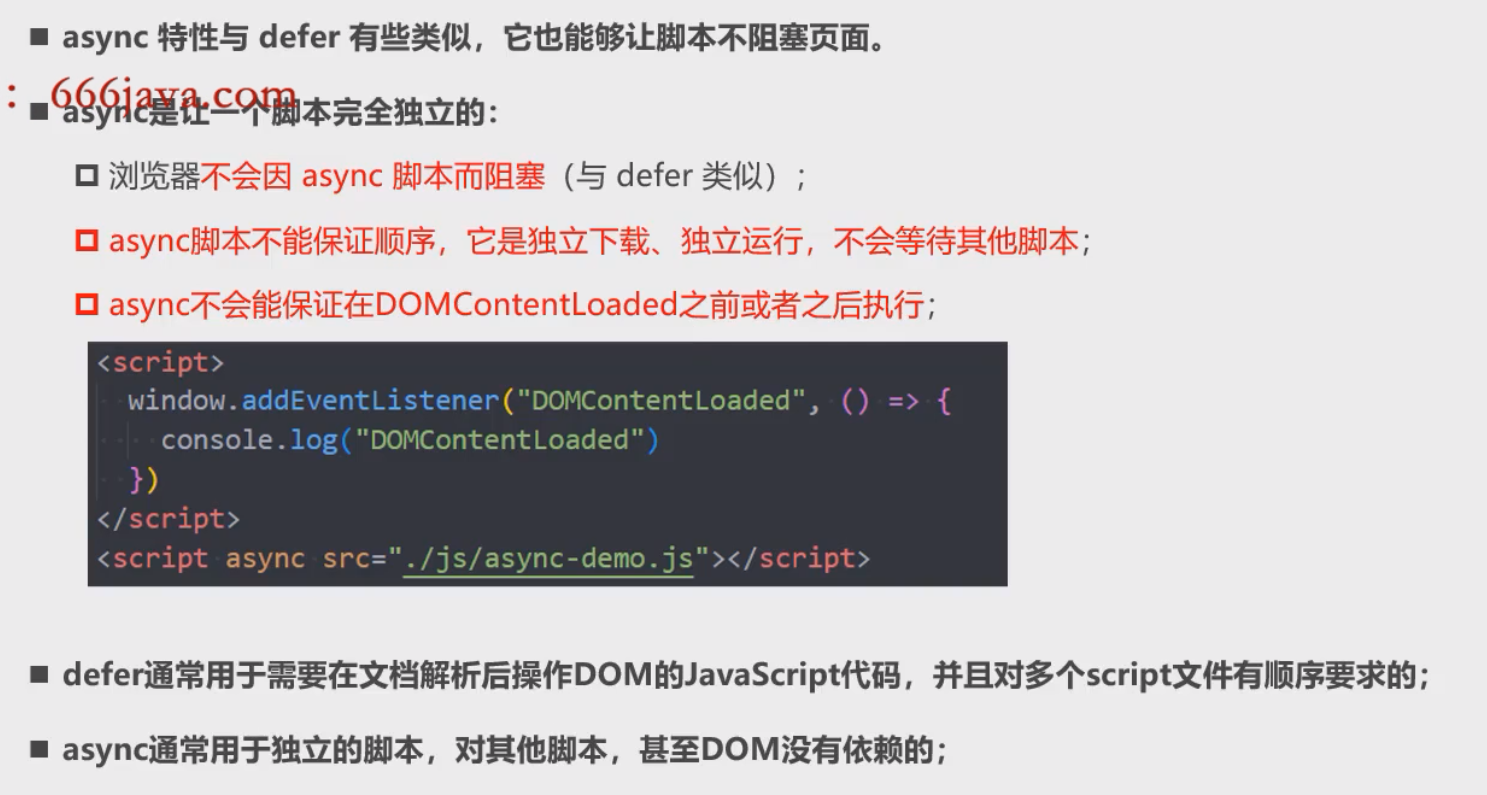 ■ async 特性与 defer 有些类似，它也能够让脚本不阻塞页面。
：666java.com
■ async是让一个脚本完全独立的：
浏览器不会因 async 脚本而阻塞（与 defer 类似）；
async脚本不能保证顺序，它是独立下载、独立运行，不会等待其他脚本；
async不会能保证在DOMContentLoaded之前或者之后执行；
<script>
window.addEventListener("DOMContentLoaded", () => {
console.log("DOMContentLoaded")
})
</script>
<script async src="./js/async-demo.js"></script>
■ defer通常用于需要在文档解析后操作DOM的JavaScript代码，并且对多个script文件有顺序要求的；
■ async通常用于独立的脚本，对其他脚本，甚至DOM没有依赖的；